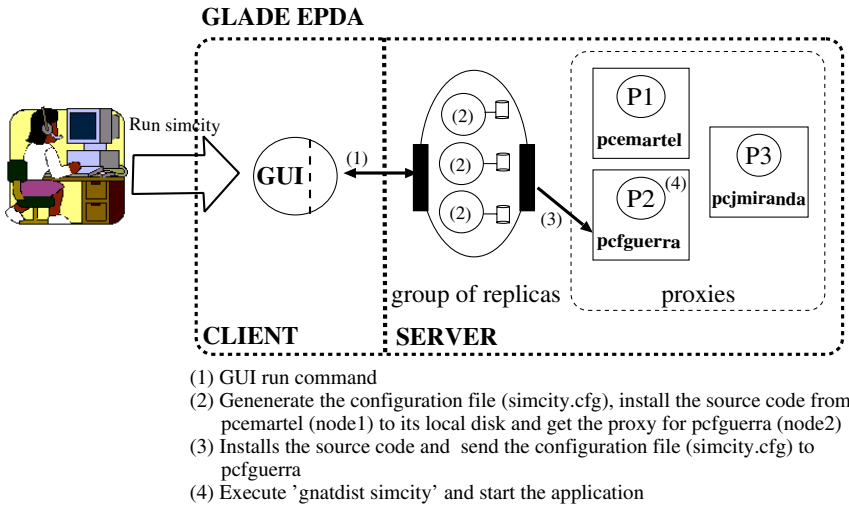 GLADE EPDA
Run simcity
GUI
(1)
(2)
(2)
(2)
(3)
P1
pcemartel
P2
(4)
pcfguerra
P3
pcjmiranda
group of replicas
proxies
CLIENT
SERVER
(1) GUI run command
(2) Genenerate the configuration file (simcity.cfg), install the source code from
pcemartel (node1) to its local disk and get the proxy for pcfguerra (node2)
(3) Installs the source code and send the configuration file (simcity.cfg) to
pcfguerra
(4) Execute ’gnatdist simcity’ and start the application